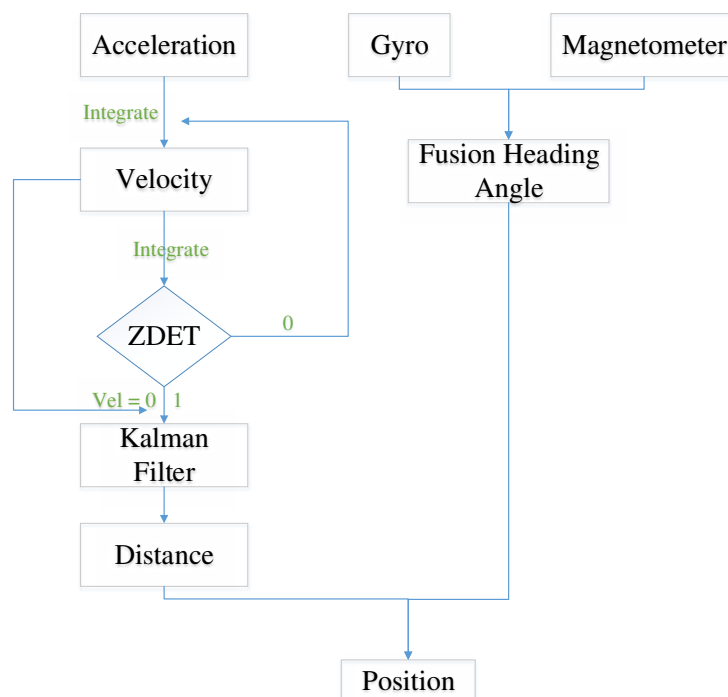 Acceleration
Gyro
Magnetometer
Integrate
Velocity
Fusion Heading
Angle
Integrate
ZDET
0
Vel = 0
1
Kalman
Filter
Distance
Position